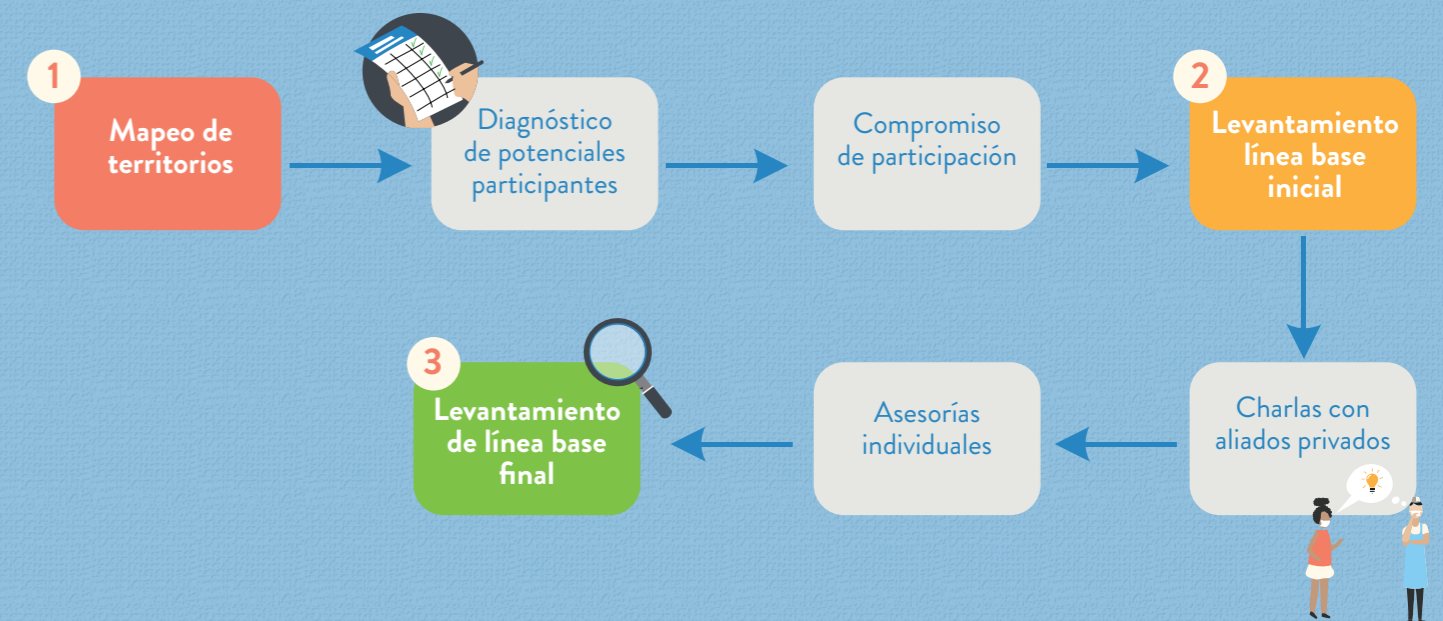 1
Mapeo de
territorios
Diagnóstico
de potenciales
participantes
Compromiso
de participación
2
Levantamiento
línea base
inicial
Charlas con
aliados privados
Asesorías
individuales
3
Levantamiento
de línea base
final